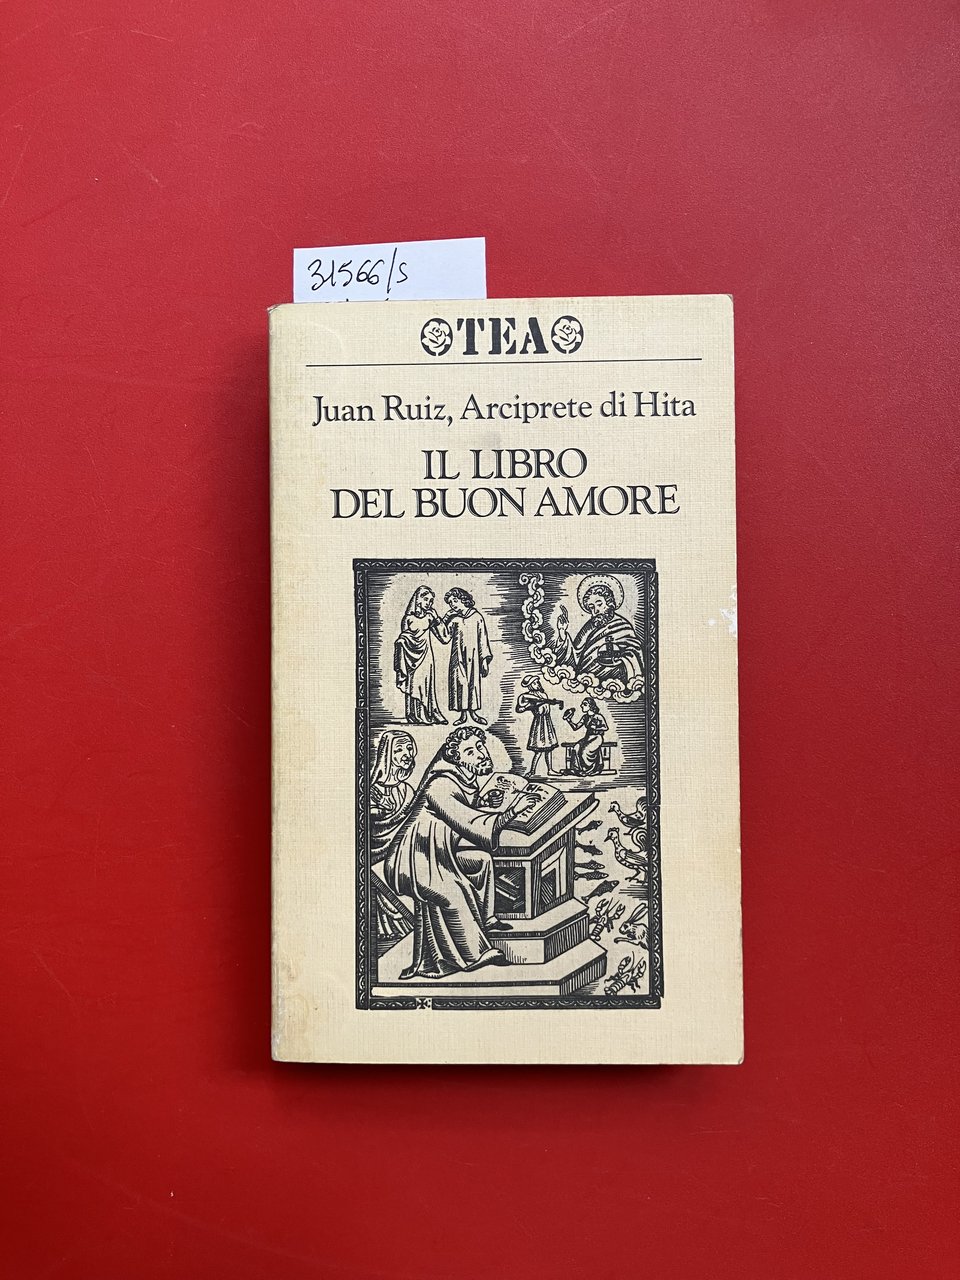 31566/s
TEA
Juan Ruiz, Arciprete di Hita
IL LIBRO
DEL BUON AMORE